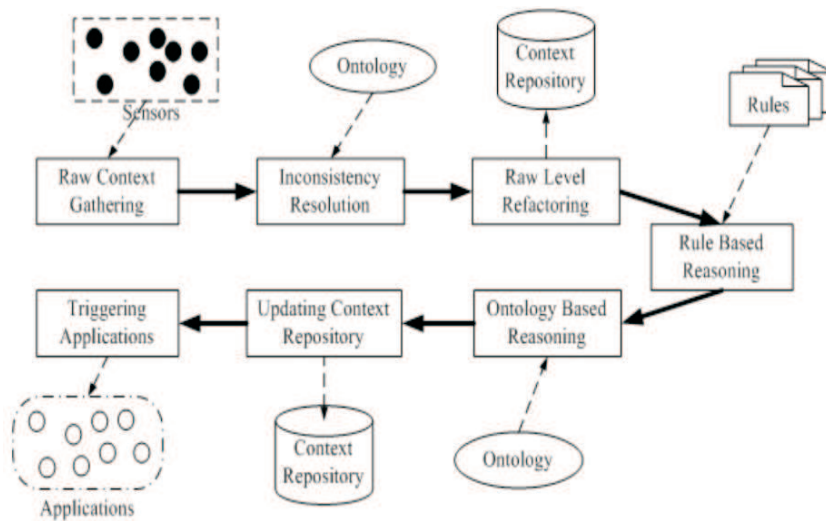 Sensors
Ontology
Context
Repository
Rules
Raw Context
Gathering
Inconsistency
Resolution
Raw Level
Refactoring
Rule Based
Reasoning
Triggering
Applications
Updating Context
Repository
Ontology Based
Reasoning
Context
Repository
Ontology
Applications